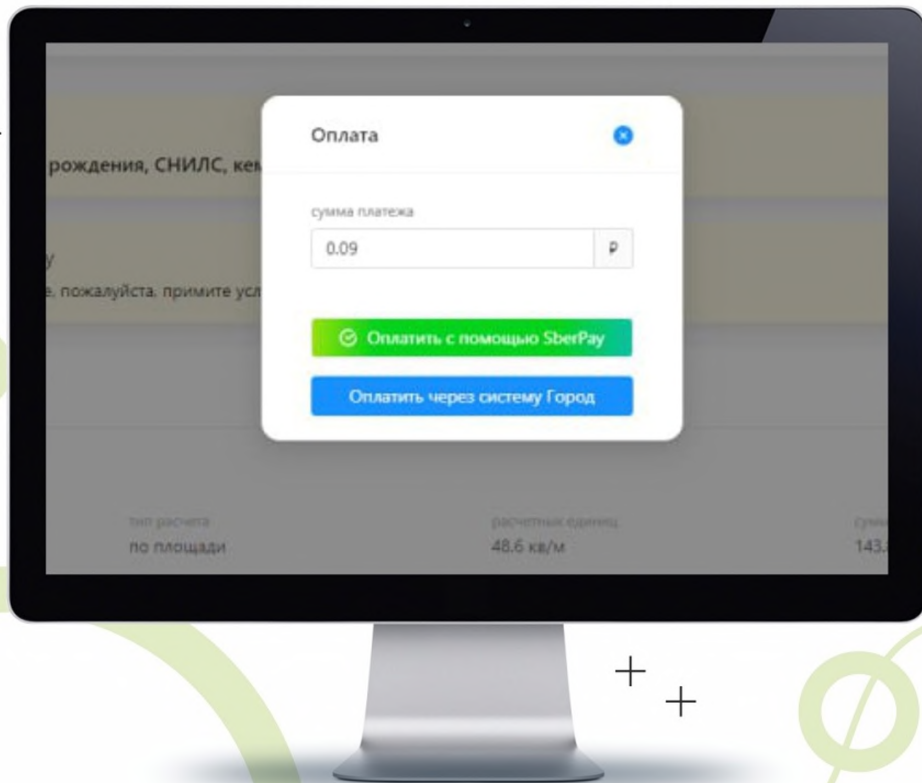 Оплата
рождения, СНИЛС, кем
сумма платежа
0.09 ₽
у
е, пожалуйста, примите усл
Оплатить с помощью SberPay
Оплатить через систему Город
тип расчета
расчетных единиц
сумм
по площади
48.6 кв/м
143.